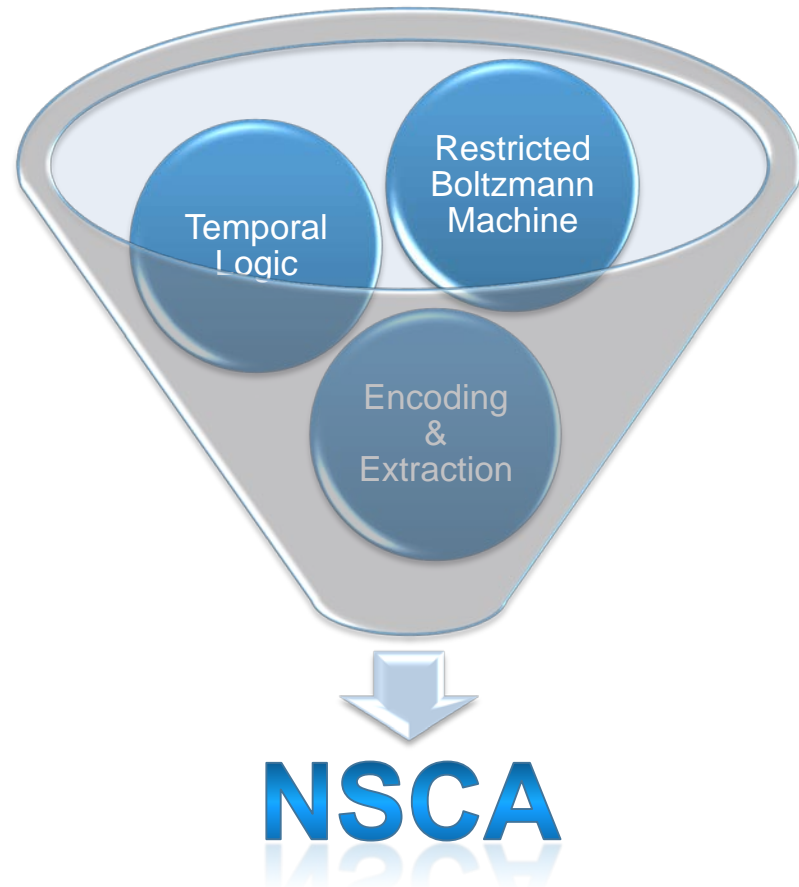 Temporal
Logic
Restricted
Boltzmann
Machine
Encoding
&
Extraction
NSCA